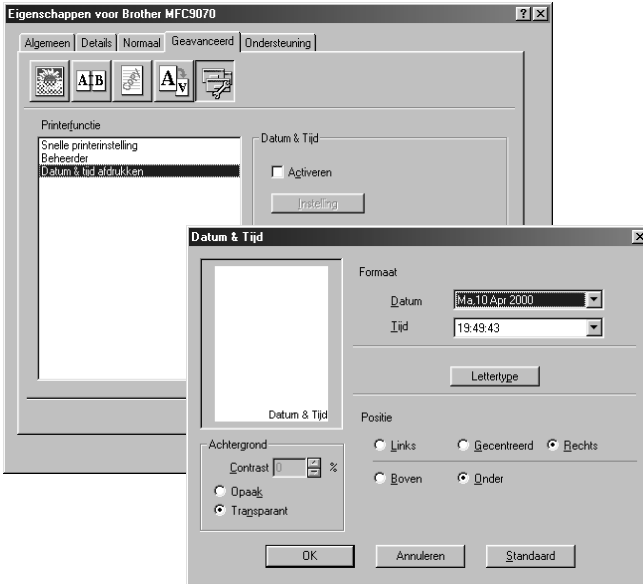 Eigenschappen voor Brother MFC9070
Algemeen Details Normaal Geavanceerd Ondersteuning
A B
A A
Printerfunctie
Snelle printerinstelling
Beheerder
Datum & tijd afdrukken
Datum & Tijd
Activeren
Instelling
Datum & Tijd
Datum & Tijd
Achtergrond
Contrast 0 %
Opaak
Transparant
Formaat
Datum Ma,10 Apr 2000
Tijd 19:49:43
Lettertype
Positie
Links Gecentreerd Rechts
Boven Onder
OK Annuleren Standaard